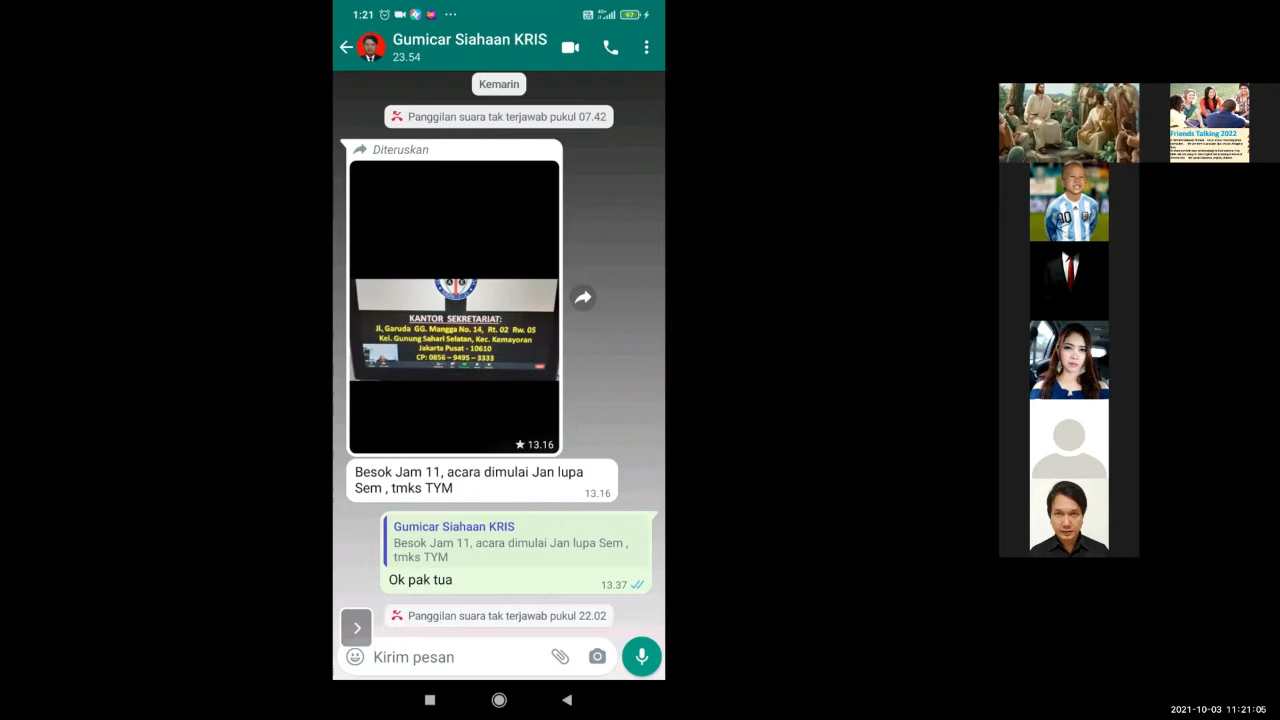 1:21
97
Gumicar Siahaan KRIS
23.54
Kemarin
Panggilan suara tak terjawab pukul 07.42
Diteruskan
KANTOR SEKRETARIAT:
Jl, Garuda GG. Mangga No. 14, Rt. 02 Rw. 05
Kel. Gunung Sahari Selatan, Kec. Kemayoran
Jakarta Pusat - 10610
CP: 0856 – 9495 – 3333
13.16
Besok Jam 11, acara dimulai Jan lupa
Sem , tmks TYM
13.16
Gumicar Siahaan KRIS
Besok Jam 11, acara dimulai Jan lupa Sem ,
tmks TYM
Ok pak tua
13.37
Panggilan suara tak terjawab pukul 22.02
Kirim pesan
Friends Talking 2022
10
2021-10-03 11:21:05